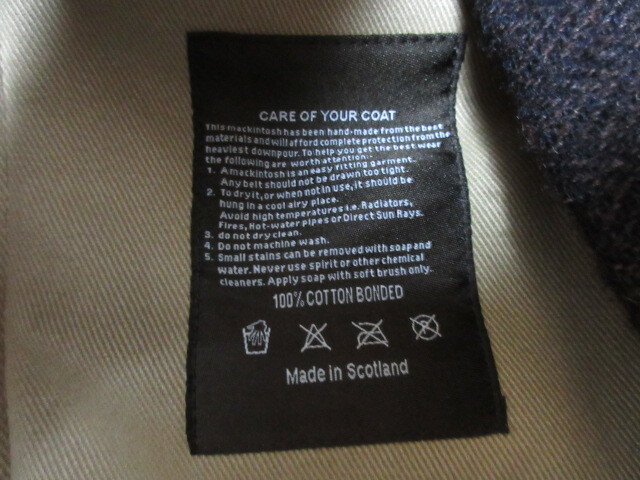 CARE OF YOUR COAT
This mackintosh has been hand-made from the best
materials and will afford complete protection from the
heaviest downpour. To help you get the best wear
the following are worth attention:-
1. A mackintosh is an easy fitting garment.
Any belt should not be drawn too tight.
2. To dry it, or when not in use, it should be
hung in a cool airy place.
Avoid high temperatures i.e. Radiators,
Fires, Hot-water pipes or Direct Sun Rays.
3. do not dry clean.
4. Do not machine wash.
5. Small stains can be removed with soap and
water. Never use spirit or other chemical
cleaners. Apply soap with soft brush only.
100% COTTON BONDED
Made in Scotland